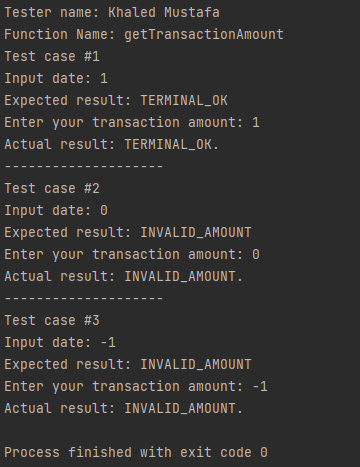 Tester name: Khaled Mustafa
Function Name: getTransactionAmount
Test case #1
Input date: 1
Expected result: TERMINAL_OK
Enter your transaction amount: 1
Actual result: TERMINAL_OK.
--------------------
Test case #2
Input date: 0
Expected result: INVALID_AMOUNT
Enter your transaction amount: 0
Actual result: INVALID_AMOUNT.
--------------------
Test case #3
Input date: -1
Expected result: INVALID_AMOUNT
Enter your transaction amount: -1
Actual result: INVALID_AMOUNT.
Process finished with exit code 0